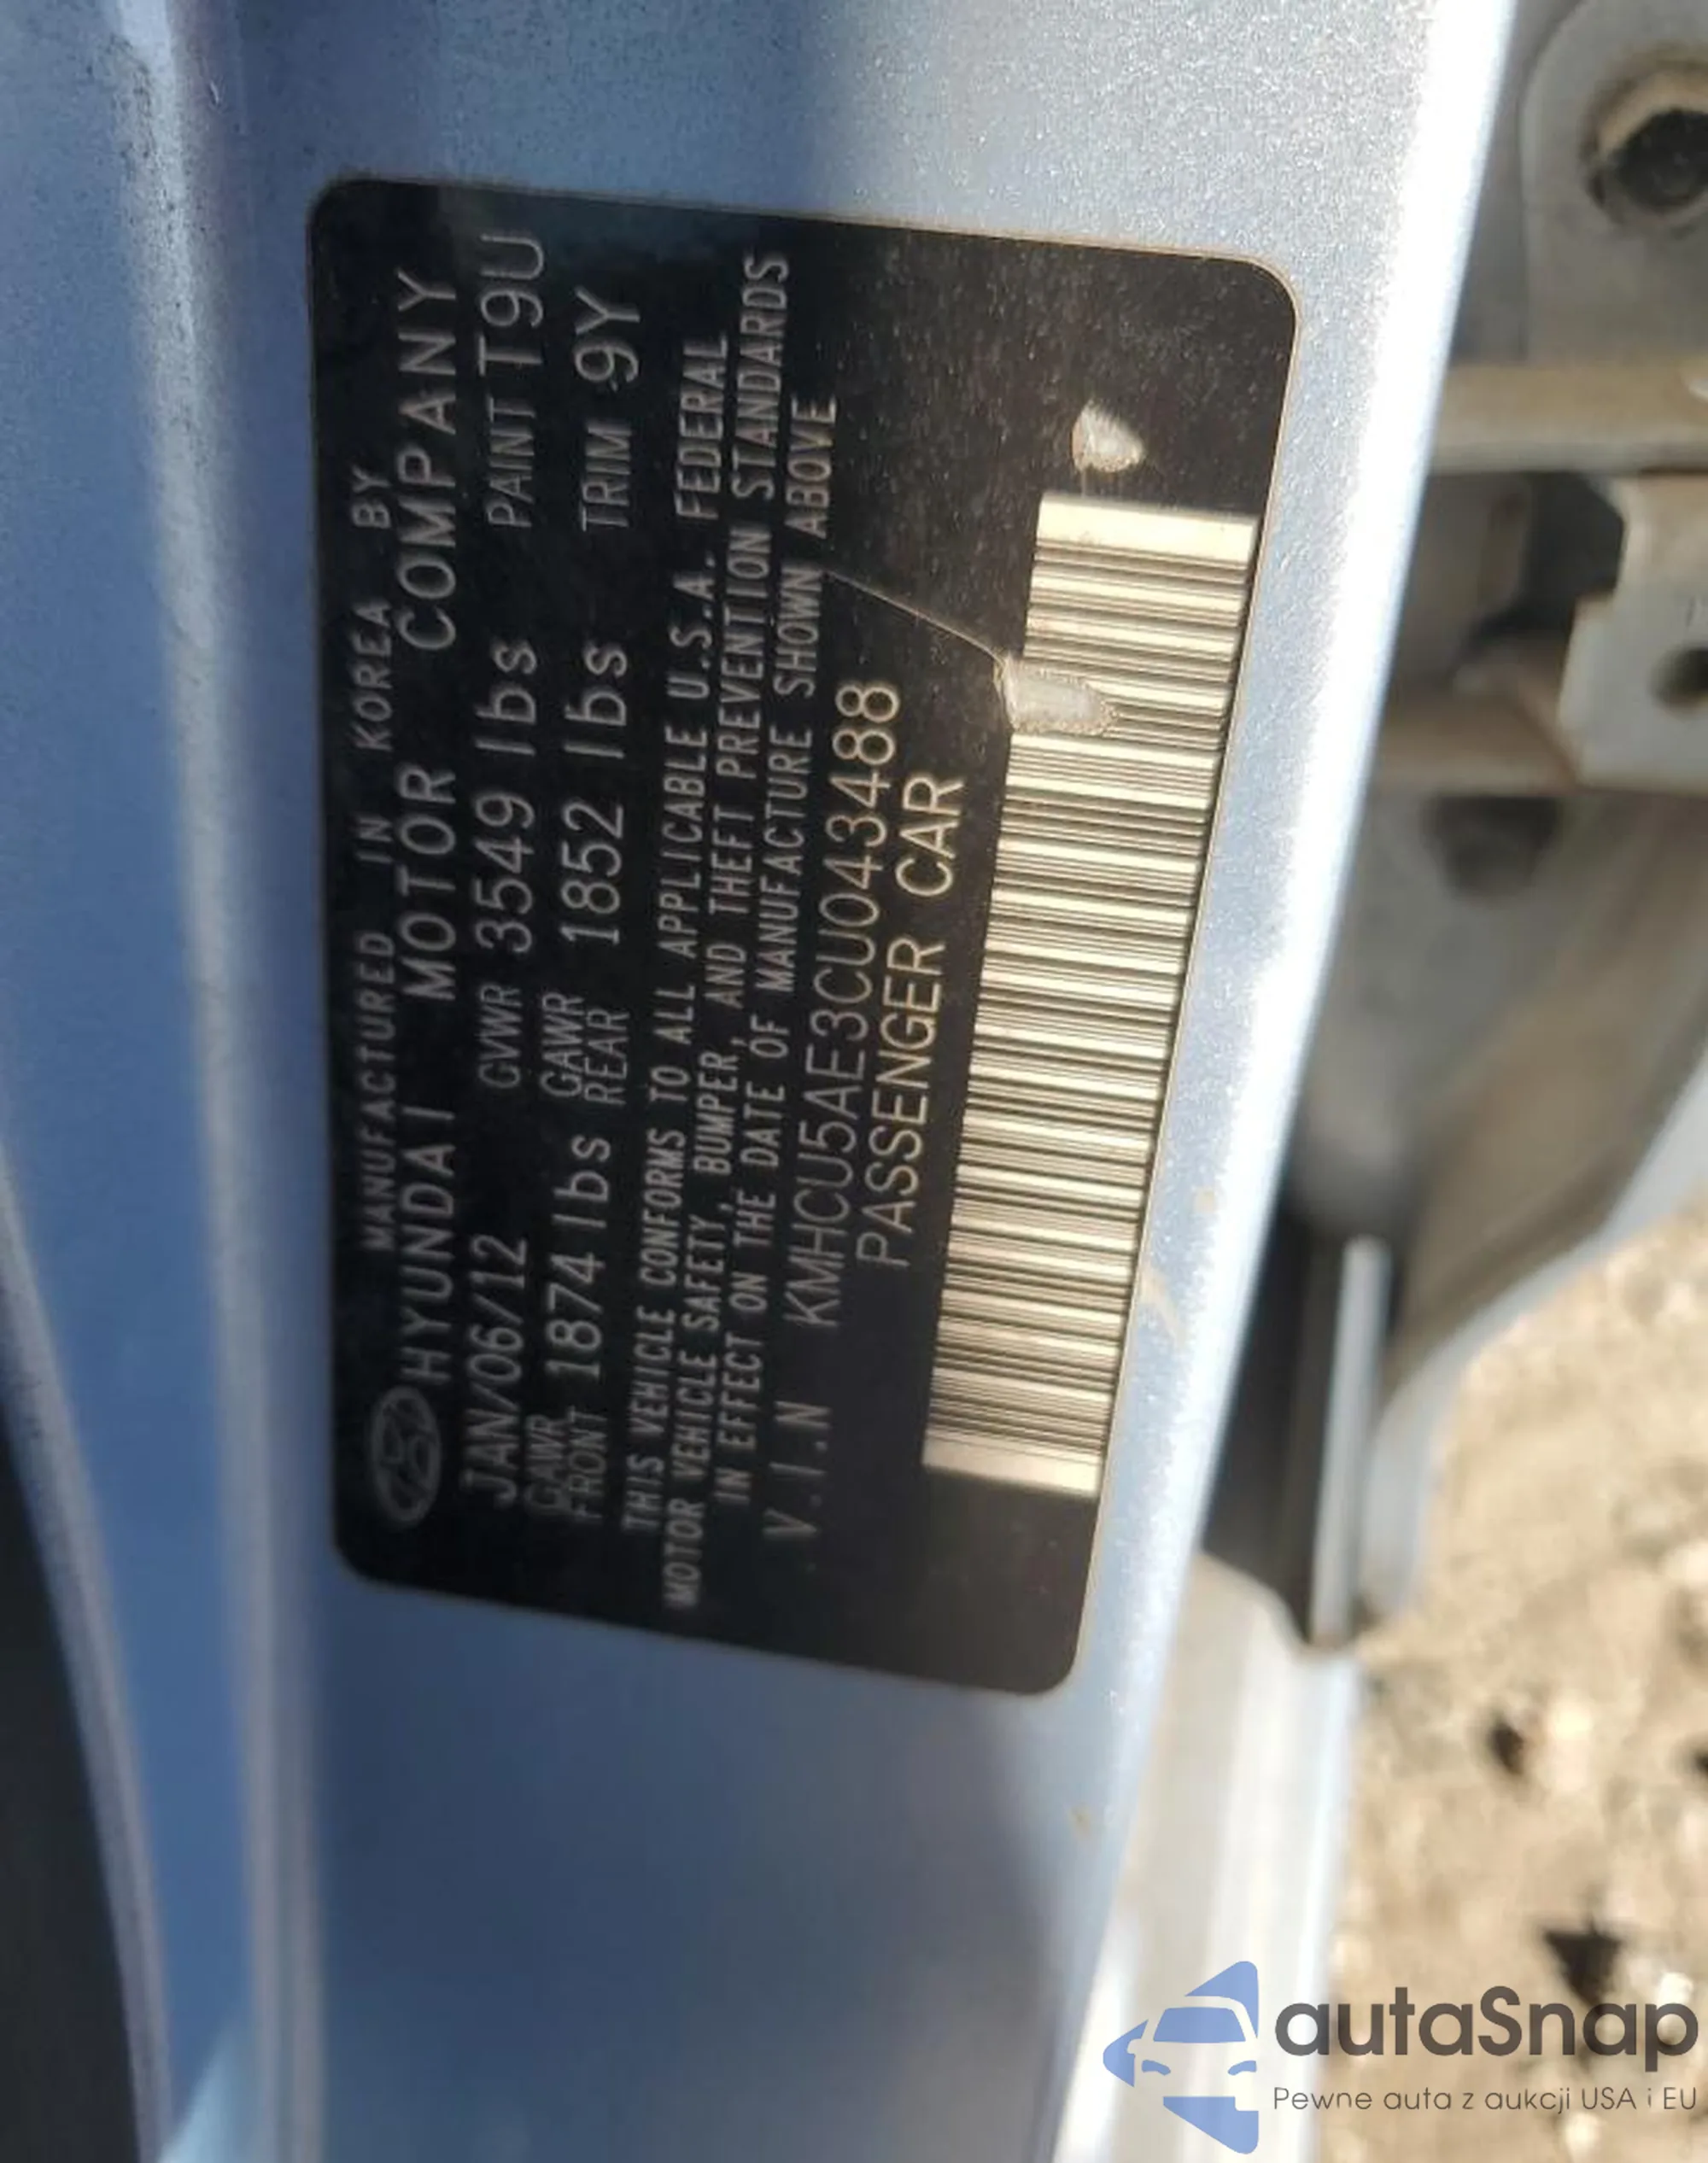 MANUFACTURED IN KOREA BY
HYUNDAI MOTOR COMPANY
JAN/06/12 GVWR 3549 lbs PAINT T9U
GAWR FRONT 1874 lbs GAWR REAR 1852 lbs TRIM 9Y
THIS VEHICLE CONFORMS TO ALL APPLICABLE U.S.A. FEDERAL
MOTOR VEHICLE SAFETY, BUMPER, AND THEFT PREVENTION STANDARDS
IN EFFECT ON THE DATE OF MANUFACTURE SHOWN ABOVE
V.I.N KMHCU5AE3CU043488
PASSENGER CAR
autaSnap
Pewne auta z aukcji USA i EU